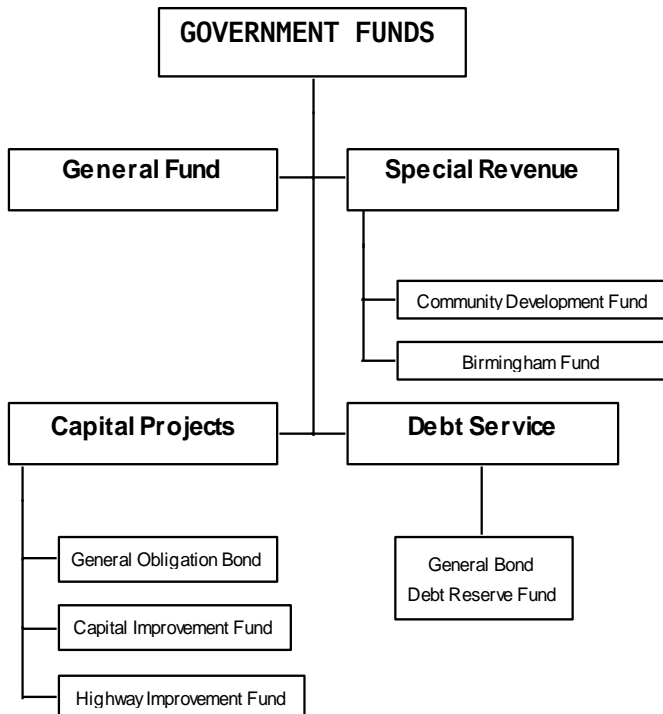 GOVERNMENT FUNDS
General Fund
Special Revenue
Community Development Fund
Birmingham Fund
Capital Projects
Debt Service
General Obligation Bond
Capital Improvement Fund
Highway Improvement Fund
General Bond
Debt Reserve Fund